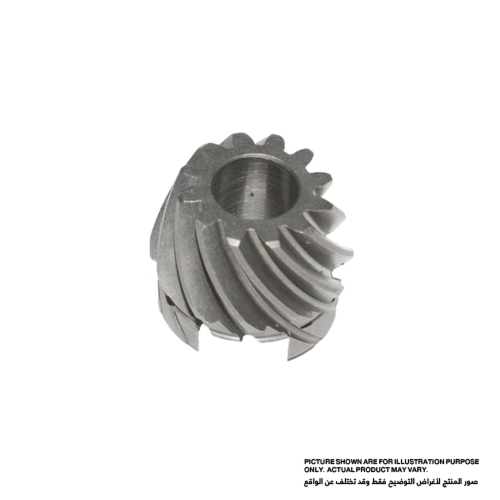 PICTURE SHOWN ARE FOR ILLUSTRATION PURPOSE
ONLY. ACTUAL PRODUCT MAY VARY.
صور المنتج لأغراض التوضيح فقط وقد تختلف عن الواقع